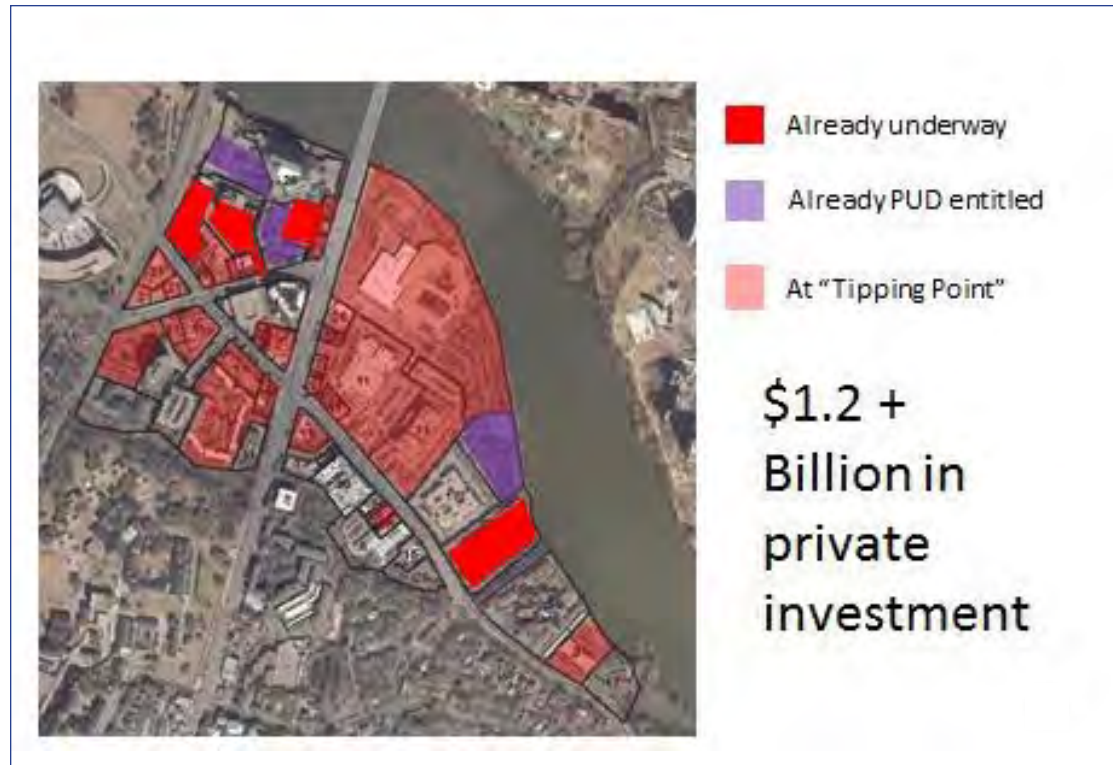 Already underway
Already PUD entitled
At “Tipping Point”
$1.2 +
Billion in
private
investment